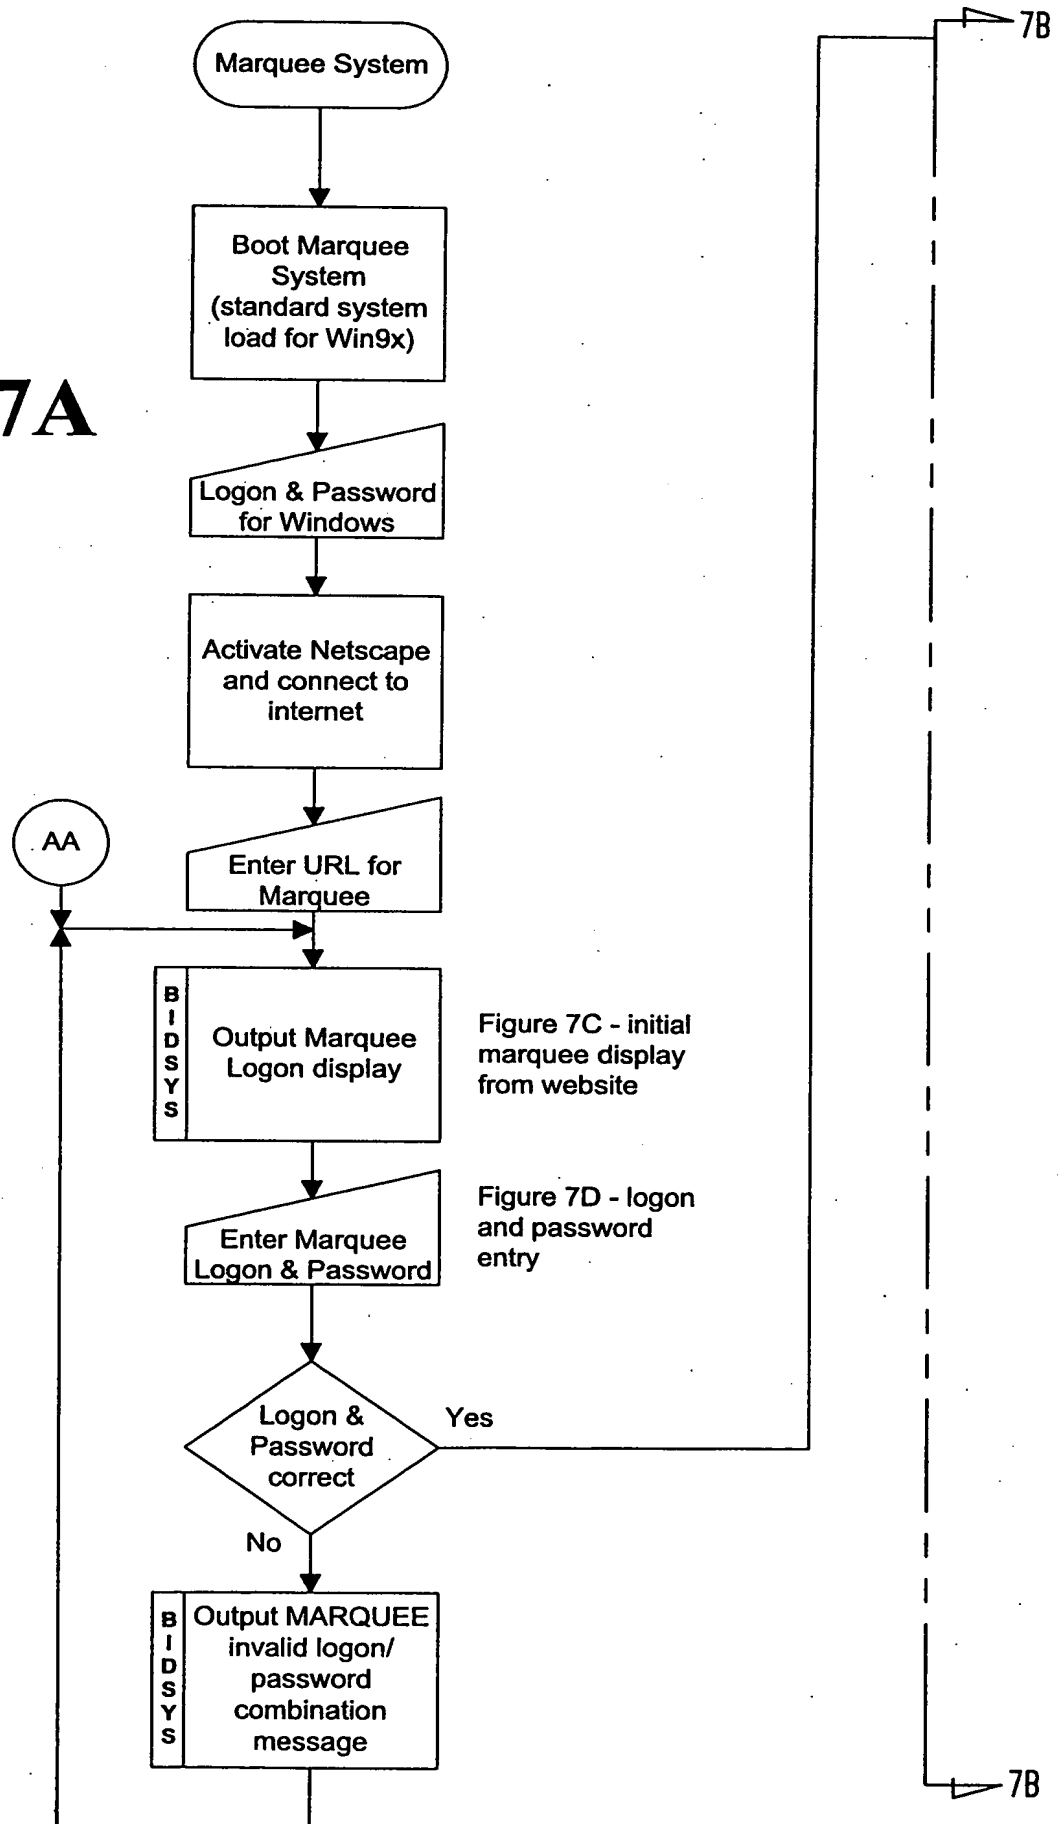 7B
Marquee System
Boot Marquee
System
(standard system
load for Win9x)
7A
Logon & Password
for Windows
Activate Netscape
and connect to
internet
AA
Enter URL for
Marquee
BIDSYS
Output Marquee
Logon display
Figure 7C - initial
marquee display
from website
Enter Marquee
Logon & Password
Figure 7D - logon
and password
entry
Logon &
Password
correct
Yes
No
BIDSYS
Output MARQUEE
invalid logon/
password
combination
message
7B